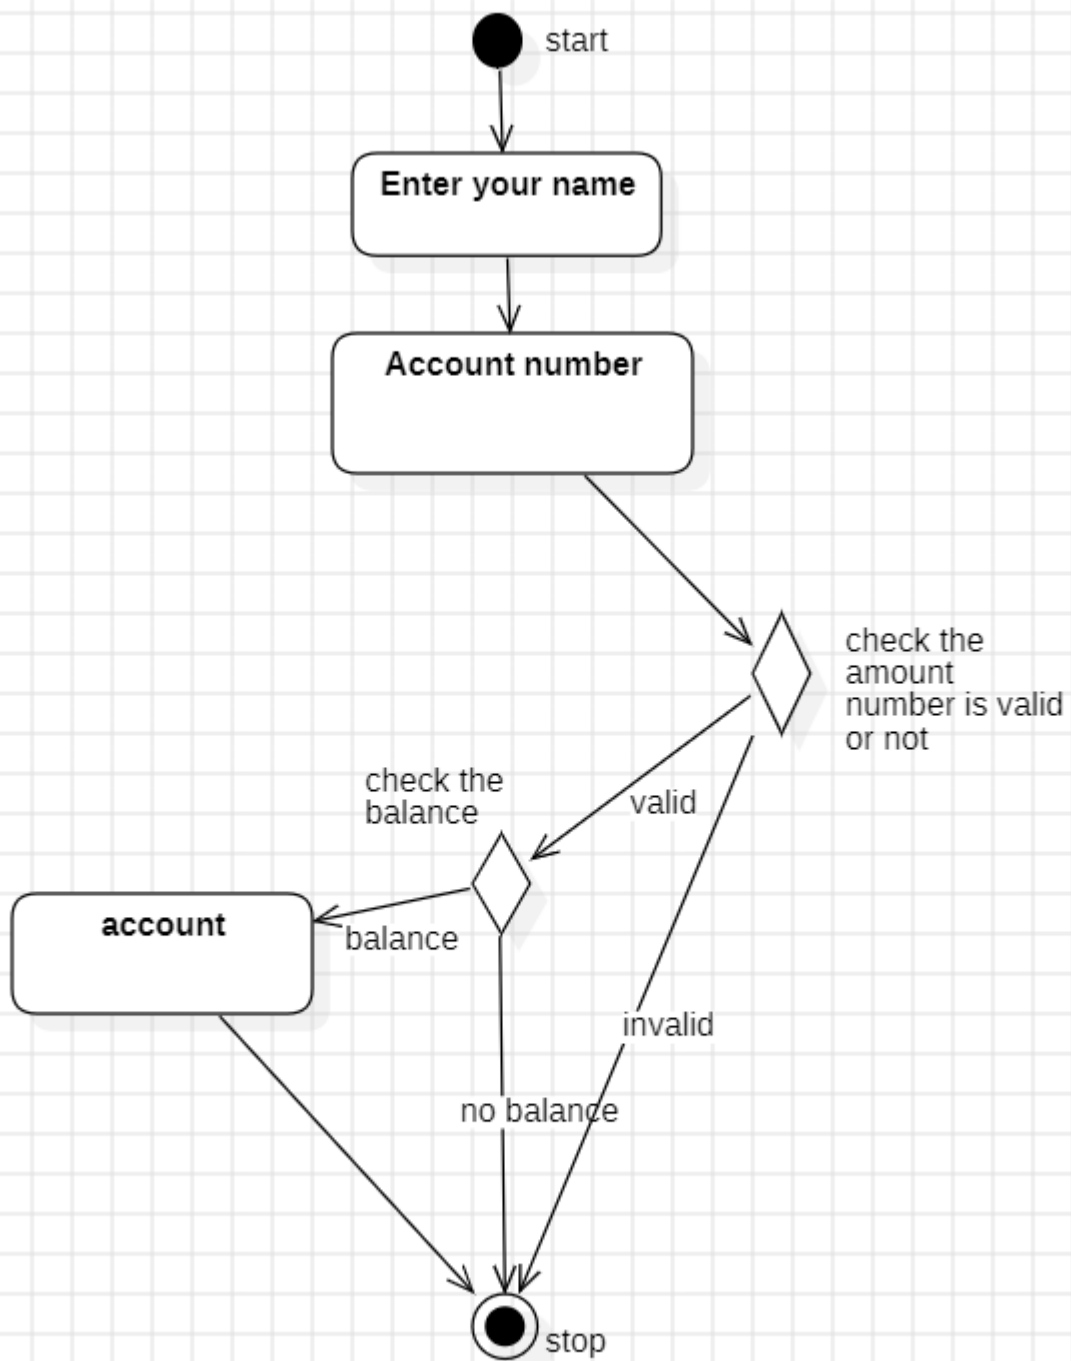 start
Enter your name
Account number
check the
amount
number is valid
or not
check the
balance
valid
account
balance
invalid
no balance
stop